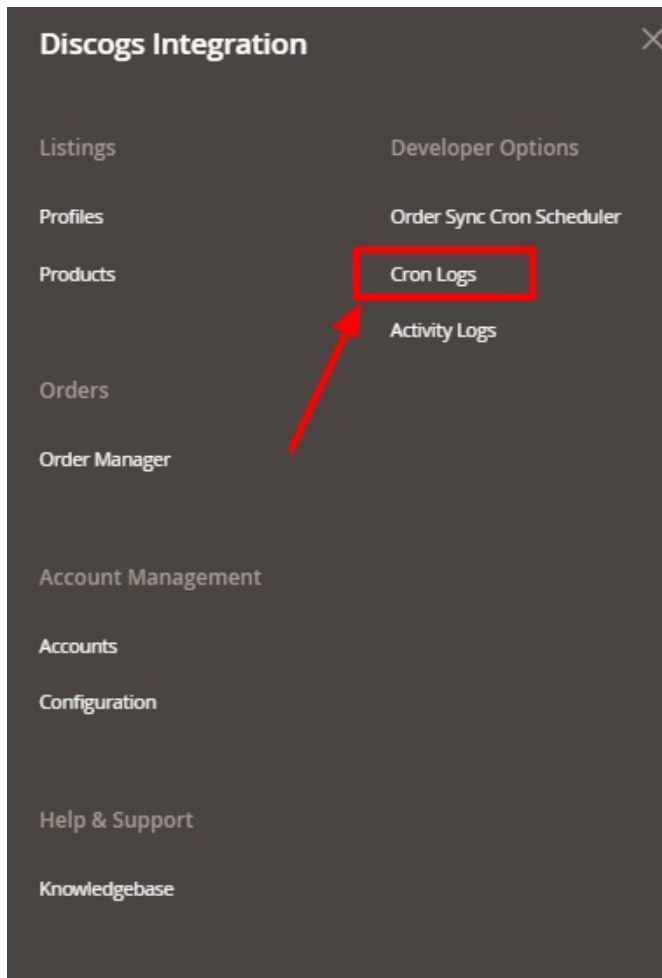 Discogs Integration
Listings
Profiles
Products
Orders
Order Manager
Account Management
Accounts
Configuration
Help & Support
Knowledgebase
Developer Options
Order Sync Cron Scheduler
Cron Logs
Activity Logs